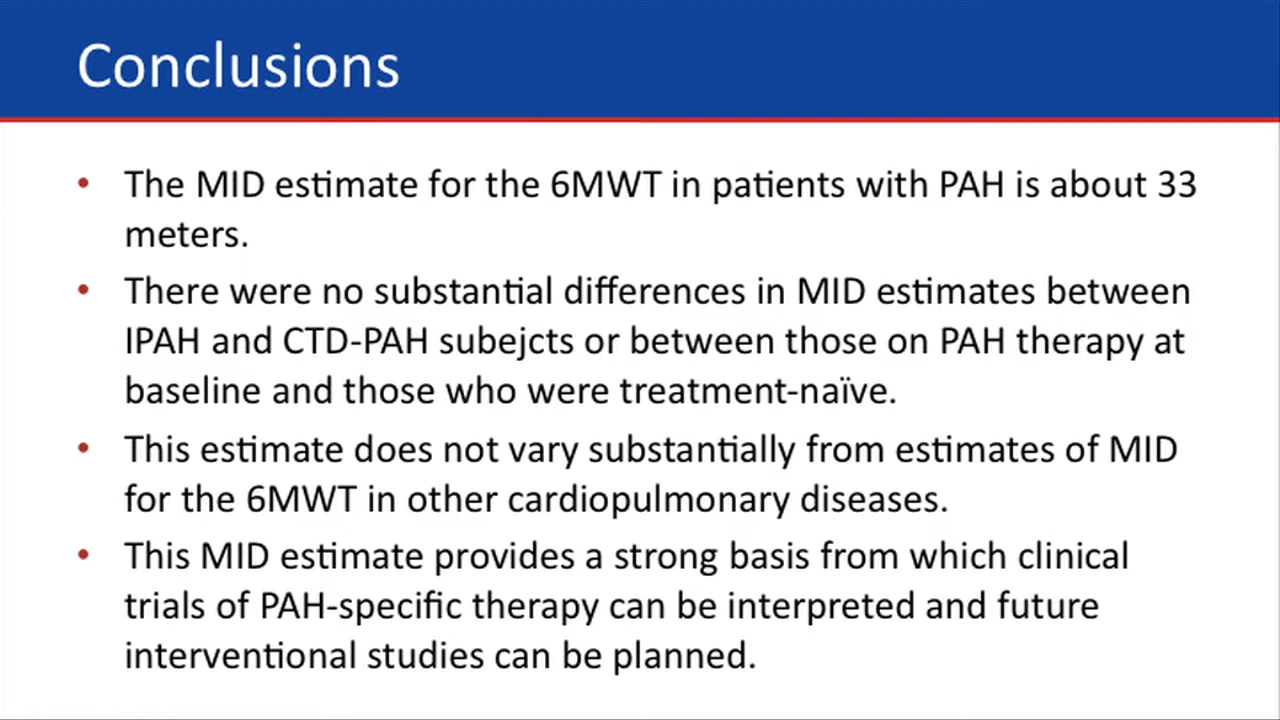 Conclusions
• The MID estimate for the 6MWT in patients with PAH is about 33
meters.
• There were no substantial differences in MID estimates between
IPAH and CTD-PAH subejcts or between those on PAH therapy at
baseline and those who were treatment-naïve.
• This estimate does not vary substantially from estimates of MID
for the 6MWT in other cardiopulmonary diseases.
• This MID estimate provides a strong basis from which clinical
trials of PAH-specific therapy can be interpreted and future
interventional studies can be planned.